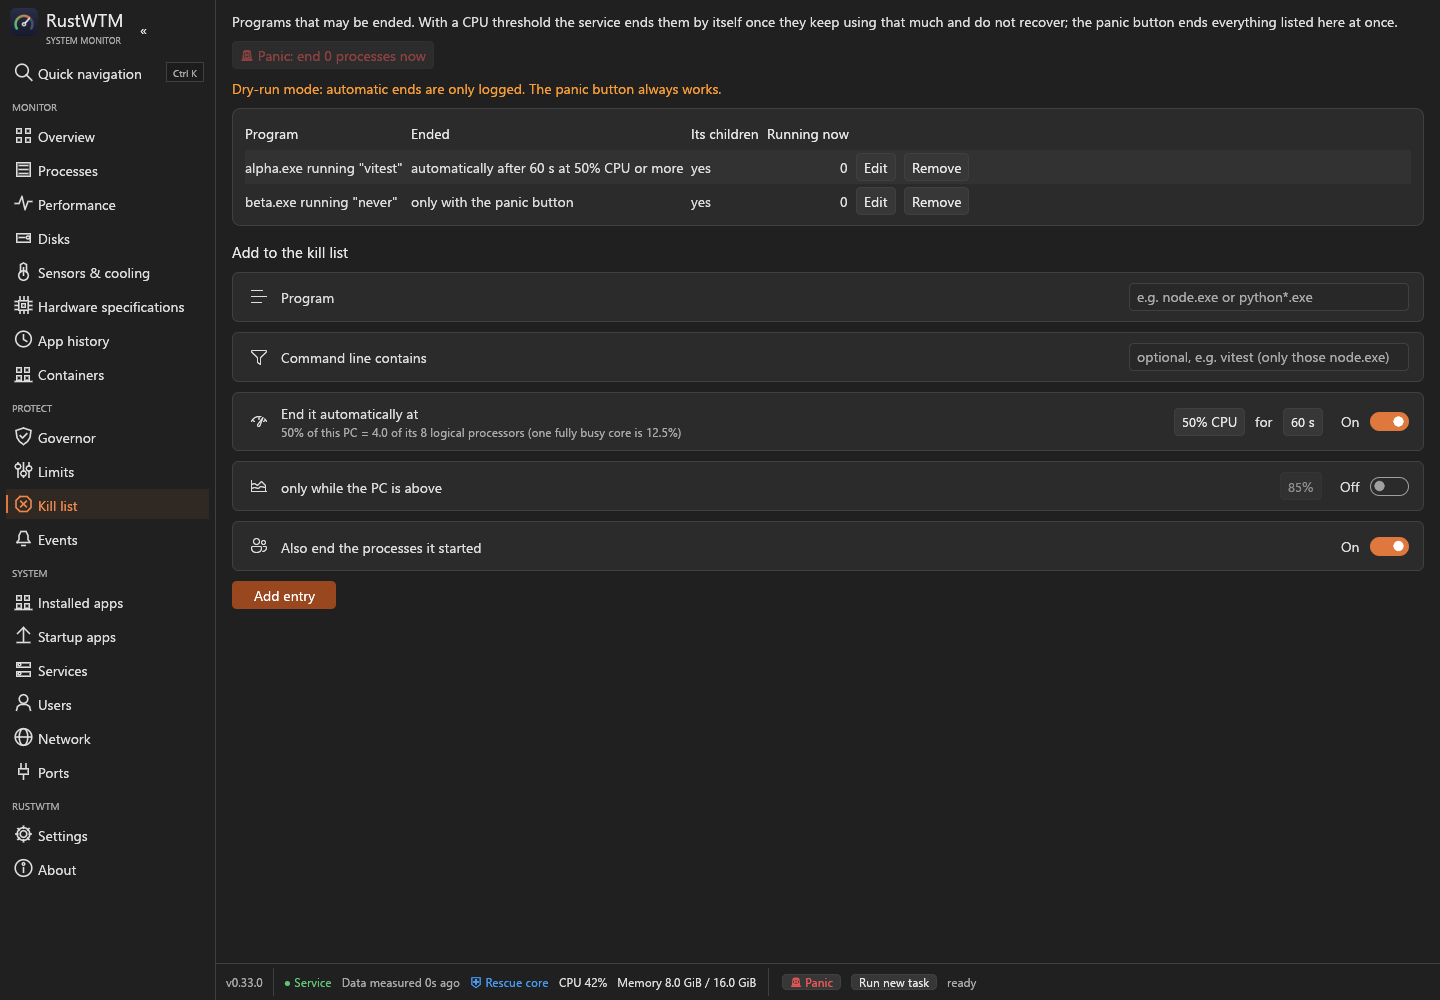 RustWTM
SYSTEM MONITOR
«
Quick navigation
Ctrl K
MONITOR
Overview
Processes
Performance
Disks
Sensors & cooling
Hardware specifications
App history
Containers
PROTECT
Governor
Limits
Kill list
Events
SYSTEM
Installed apps
Startup apps
Services
Users
Network
Ports
RUSTWTM
Settings
About
Programs that may be ended. With a CPU threshold the service ends them by itself once they keep using that much and do not recover; the panic button ends everything listed here at once.
Panic: end 0 processes now
Dry-run mode: automatic ends are only logged. The panic button always works.
Program Ended Its children Running now
alpha.exe running "vitest" automatically after 60 s at 50% CPU or more yes 0 Edit Remove
beta.exe running "never" only with the panic button yes 0 Edit Remove
Add to the kill list
Program e.g. node.exe or python*.exe
Command line contains optional, e.g. vitest (only those node.exe)
End it automatically at
50% of this PC = 4.0 of its 8 logical processors (one fully busy core is 12.5%)
50% CPU for 60 s On
only while the PC is above 85% Off
Also end the processes it started On
Add entry
v0.33.0 Service Data measured 0s ago Rescue core CPU 42% Memory 8.0 GiB / 16.0 GiB Panic Run new task ready